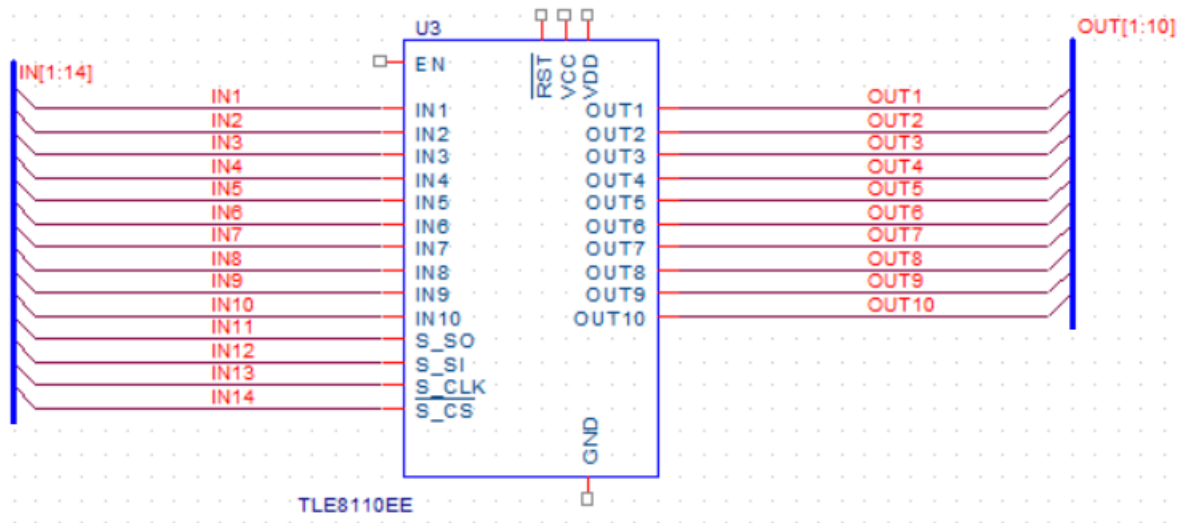 U3
OUT[1:10]
IN[1:14]
EN
RST
VCC
VDD
IN1
IN1
OUT1
OUT1
IN2
IN2
OUT2
OUT2
IN3
IN3
OUT3
OUT3
IN4
IN4
OUT4
OUT4
IN5
IN5
OUT5
OUT5
IN6
IN6
OUT6
OUT6
IN7
IN7
OUT7
OUT7
IN8
IN8
OUT8
OUT8
IN9
IN9
OUT9
OUT9
IN10
IN10
OUT10
OUT10
IN11
S_SO
IN12
S_SI
IN13
S_CLK
IN14
S_CS
GND
TLE8110EE